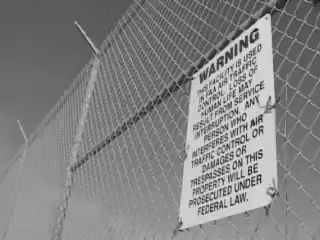 WARNING
THIS FACILITY IS USED
IN FAA AIR TRAFFIC
CONTROL. LOSS OF
HUMAN LIFE MAY
RESULT FROM SERVICE
INTERRUPTION. ANY
PERSON WHO
INTERFERES WITH AIR
TRAFFIC CONTROL OR
DAMAGES OR
TRESPASSES ON THIS
PROPERTY WILL BE
PROSECUTED UNDER
FEDERAL LAW.